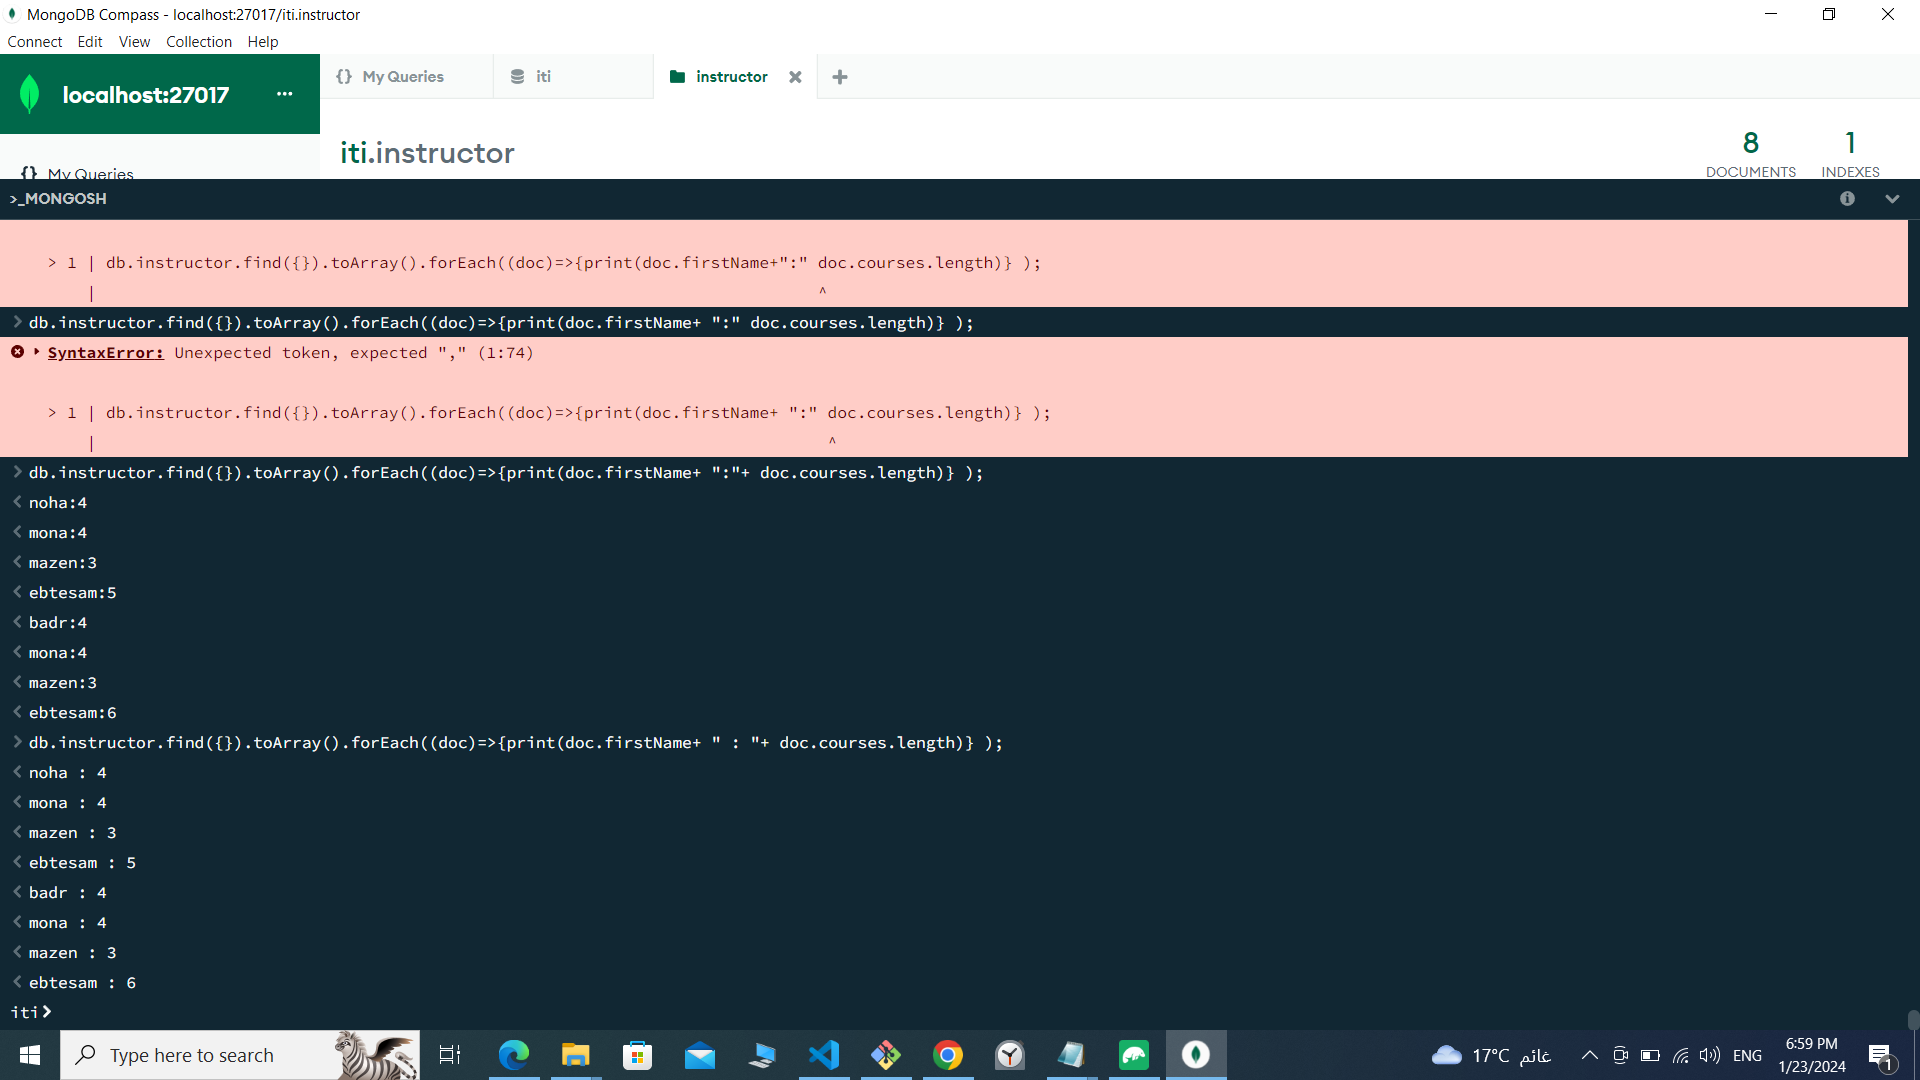 MongoDB Compass - localhost:27017/iti.instructor
Connect Edit View Collection Help
localhost:27017 ...
{} My Queries
iti
instructor
{} My Queries
iti.instructor
8
DOCUMENTS
1
INDEXES
>_MONGOSH
> 1 | db.instructor.find({}).toArray().forEach((doc)=>{print(doc.firstName+":" doc.courses.length)} );
| ^
> db.instructor.find({}).toArray().forEach((doc)=>{print(doc.firstName+ ":" doc.courses.length)} );
SyntaxError: Unexpected token, expected "," (1:74)
> 1 | db.instructor.find({}).toArray().forEach((doc)=>{print(doc.firstName+ ":" doc.courses.length)} );
| ^
> db.instructor.find({}).toArray().forEach((doc)=>{print(doc.firstName+ ":"+ doc.courses.length)} );
< noha:4
< mona:4
< mazen:3
< ebtesam:5
< badr:4
< mona:4
< mazen:3
< ebtesam:6
> db.instructor.find({}).toArray().forEach((doc)=>{print(doc.firstName+ " : "+ doc.courses.length)} );
< noha : 4
< mona : 4
< mazen : 3
< ebtesam : 5
< badr : 4
< mona : 4
< mazen : 3
< ebtesam : 6
iti>
Type here to search
17°C غائم
ENG
6:59 PM
1/23/2024
1